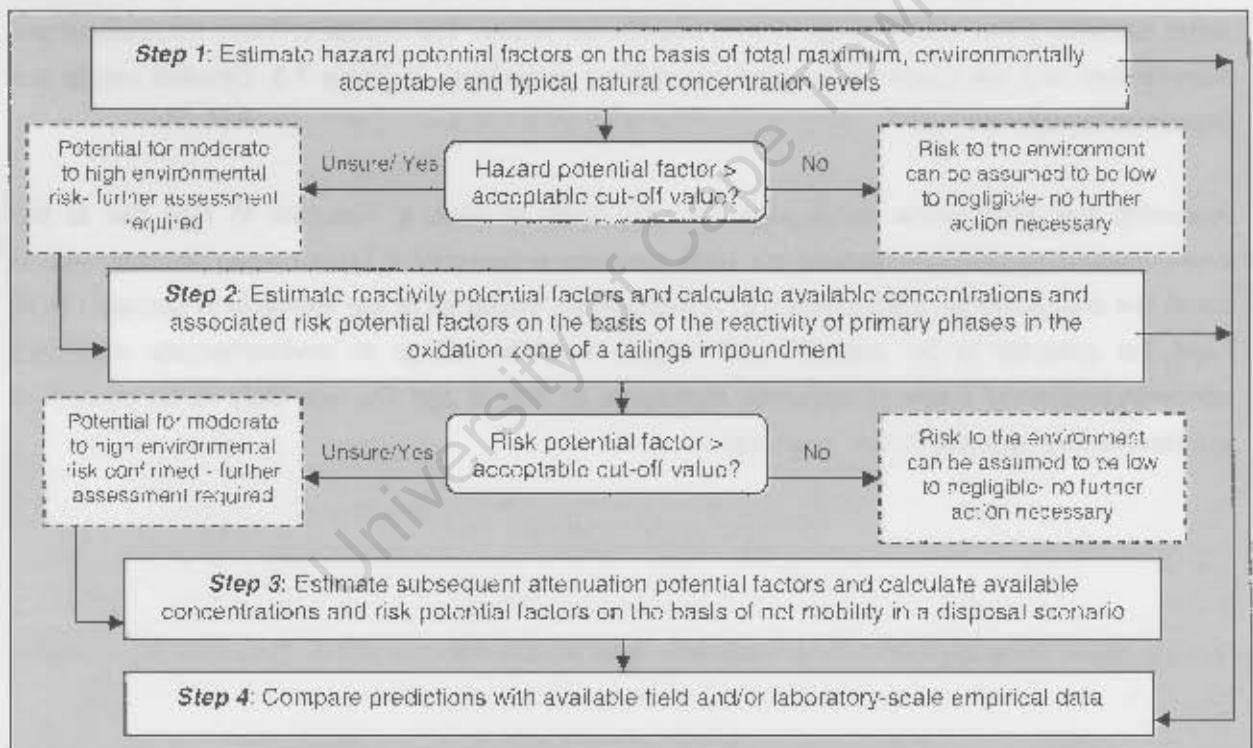 Step 1: Estimate hazard potential factors on the basis of total maximum, environmentally
acceptable and typical natural concentration levels
Potential for moderate
to high environmental
risk- further assessment
required
Unsure/ Yes
Hazard potential factor >
acceptable cut-off value?
No
Risk to the environment
can be assumed to be low
to negligible- no further
action necessary
Step 2: Estimate reactivity potential factors and calculate available concentrations and
associated risk potential factors on the basis of the reactivity of primary phases in the
oxidation zone of a tailings impoundment
Potential for moderate
to high environmental
risk confirmed - further
assessment required
Unsure/Yes
Risk potential factor >
acceptable cut-off value?
No
Risk to the environment
can be assumed to be low
to negligible- no further
action necessary
Step 3: Estimate subsequent attenuation potential factors and calculate available
concentrations and risk potential factors on the basis of net mobility in a disposal scenario
Step 4: Compare predictions with available field and/or laboratory-scale empirical data
University of Cape Town